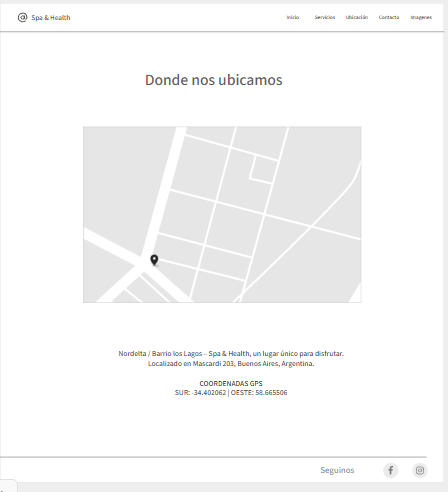 @ Spa & Health
Inicio Servicios Ubicación Contacto Imagenes
Donde nos ubicamos
Nordelta / Barrio los Lagos – Spa & Health, un lugar único para disfrutar.
Localizado en Mascardi 203, Buenos Aires, Argentina.
COORDENADAS GPS
SUR: -34.402062 | OESTE: 58.665506
Seguinos